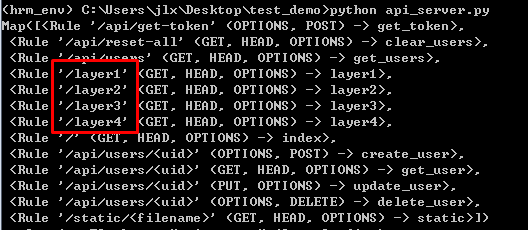 (hrm_env) C:\Users\jlx\Desktop\test_demo>python api_server.py
Map([<Rule '/api/get-token' (OPTIONS, POST) -> get_token>,
<Rule '/api/reset-all' (GET, HEAD, OPTIONS) -> clear_users>,
<Rule '/api/users' (GET, HEAD, OPTIONS) -> get_users>,
<Rule '/layer1' (GET, HEAD, OPTIONS) -> layer1>,
<Rule '/layer2' (GET, HEAD, OPTIONS) -> layer2>,
<Rule '/layer3' (GET, HEAD, OPTIONS) -> layer3>,
<Rule '/layer4' (GET, HEAD, OPTIONS) -> layer4>,
<Rule '/' (GET, HEAD, OPTIONS) -> index>,
<Rule '/api/users/<uid>' (OPTIONS, POST) -> create_user>,
<Rule '/api/users/<uid>' (GET, HEAD, OPTIONS) -> get_user>,
<Rule '/api/users/<uid>' (PUT, OPTIONS) -> update_user>,
<Rule '/api/users/<uid>' (OPTIONS, DELETE) -> delete_user>,
<Rule '/static/<filename>' (GET, HEAD, OPTIONS) -> static>])